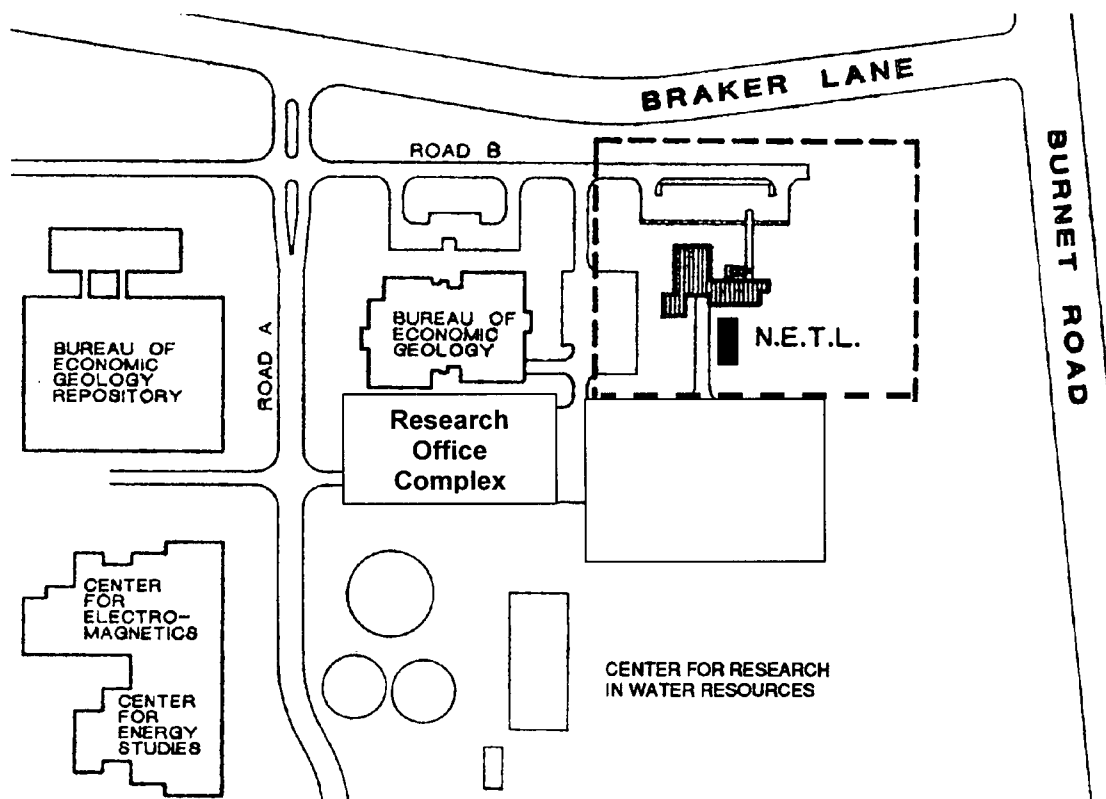 BRAKER LANE
BURNET ROAD
ROAD B
ROAD A
BUREAU OF
ECONOMIC
GEOLOGY
REPOSITORY
BUREAU OF
ECONOMIC
GEOLOGY
N.E.T.L.
Research
Office
Complex
CENTER
FOR
ELECTRO-
MAGNETICS
CENTER
FOR
ENERGY
STUDIES
CENTER FOR RESEARCH
IN WATER RESOURCES